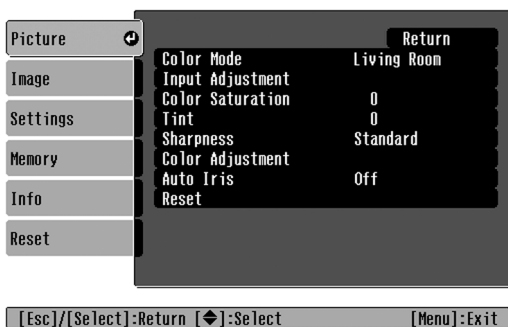 Picture
Image
Settings
Memory
Info
Reset
Return
Color Mode Living Room
Input Adjustment
Color Saturation 0
Tint 0
Sharpness Standard
Color Adjustment
Auto Iris Off
Reset
[Esc]/[Select]:Return [◆]:Select [Menu]:Exit